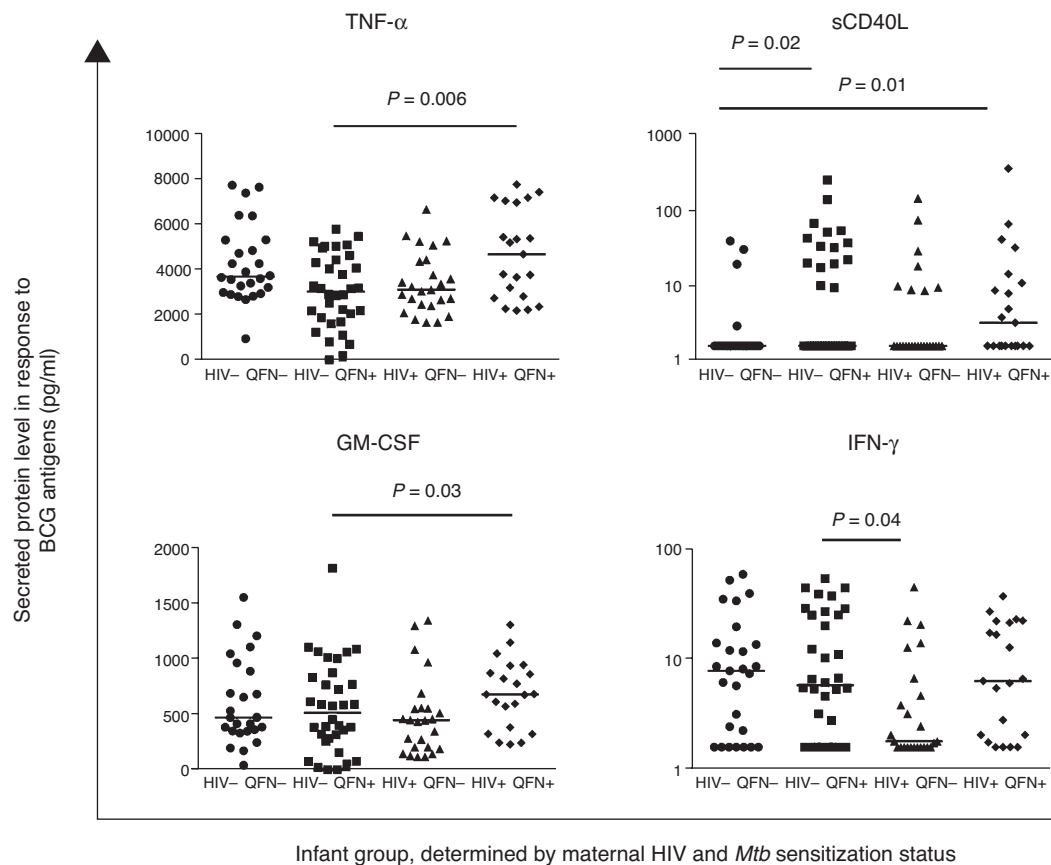 TNF-α
P = 0.006
10000
8000
6000
4000
2000
0
HIV– QFN– HIV– QFN+ HIV+ QFN– HIV+ QFN+
sCD40L
P = 0.02
P = 0.01
1000
100
10
1
HIV– QFN– HIV– QFN+ HIV+ QFN– HIV+ QFN+
GM-CSF
P = 0.03
2000
1500
1000
500
0
HIV– QFN– HIV– QFN+ HIV+ QFN– HIV+ QFN+
IFN-γ
P = 0.04
100
10
1
HIV– QFN– HIV– QFN+ HIV+ QFN– HIV+ QFN+
Secreted protein level in response to
BCG antigens (pg/ml)
Infant group, determined by maternal HIV and Mtb sensitization status